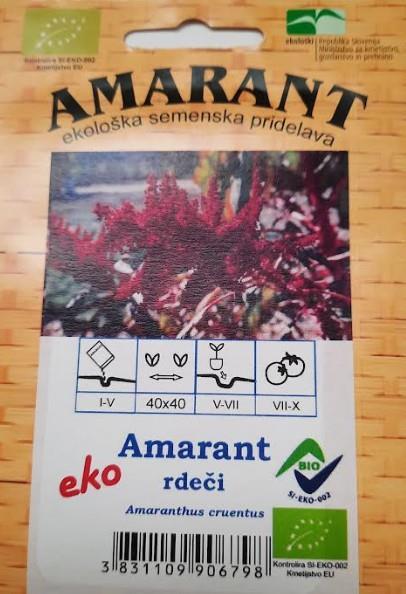 Kontrolira SI-EKO-002
Kmetijstvo EU
ekološki
Republika Slovenija
Ministrstvo za kmetijstvo,
gozdarstvo in prehrano
AMARANT
ekološka semenska pridelava
I-V
40x40
V-VII
VII-X
Amarant
eko
rdeči
Amaranthus cruentus
BIO
SI-EKO-002
3 831109 906798
Kontrolira SI-EKO-002
Kmetijstvo EU